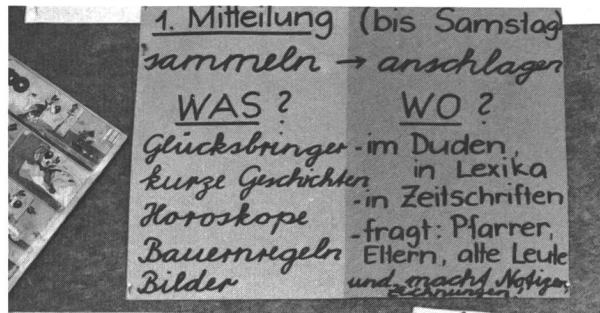 1. Mitteilung (bis Samstag)
sammeln → anschlagen
WAS?
Glücksbringer
kurze Geschichten
Horoskope
Bauernregeln
Bilder
WO?
- im Duden,
in Lexika
- in Zeitschriften
- fragt: Pfarrer,
Eltern, alte Leute
und macht Notizen,
Zeichnungen,